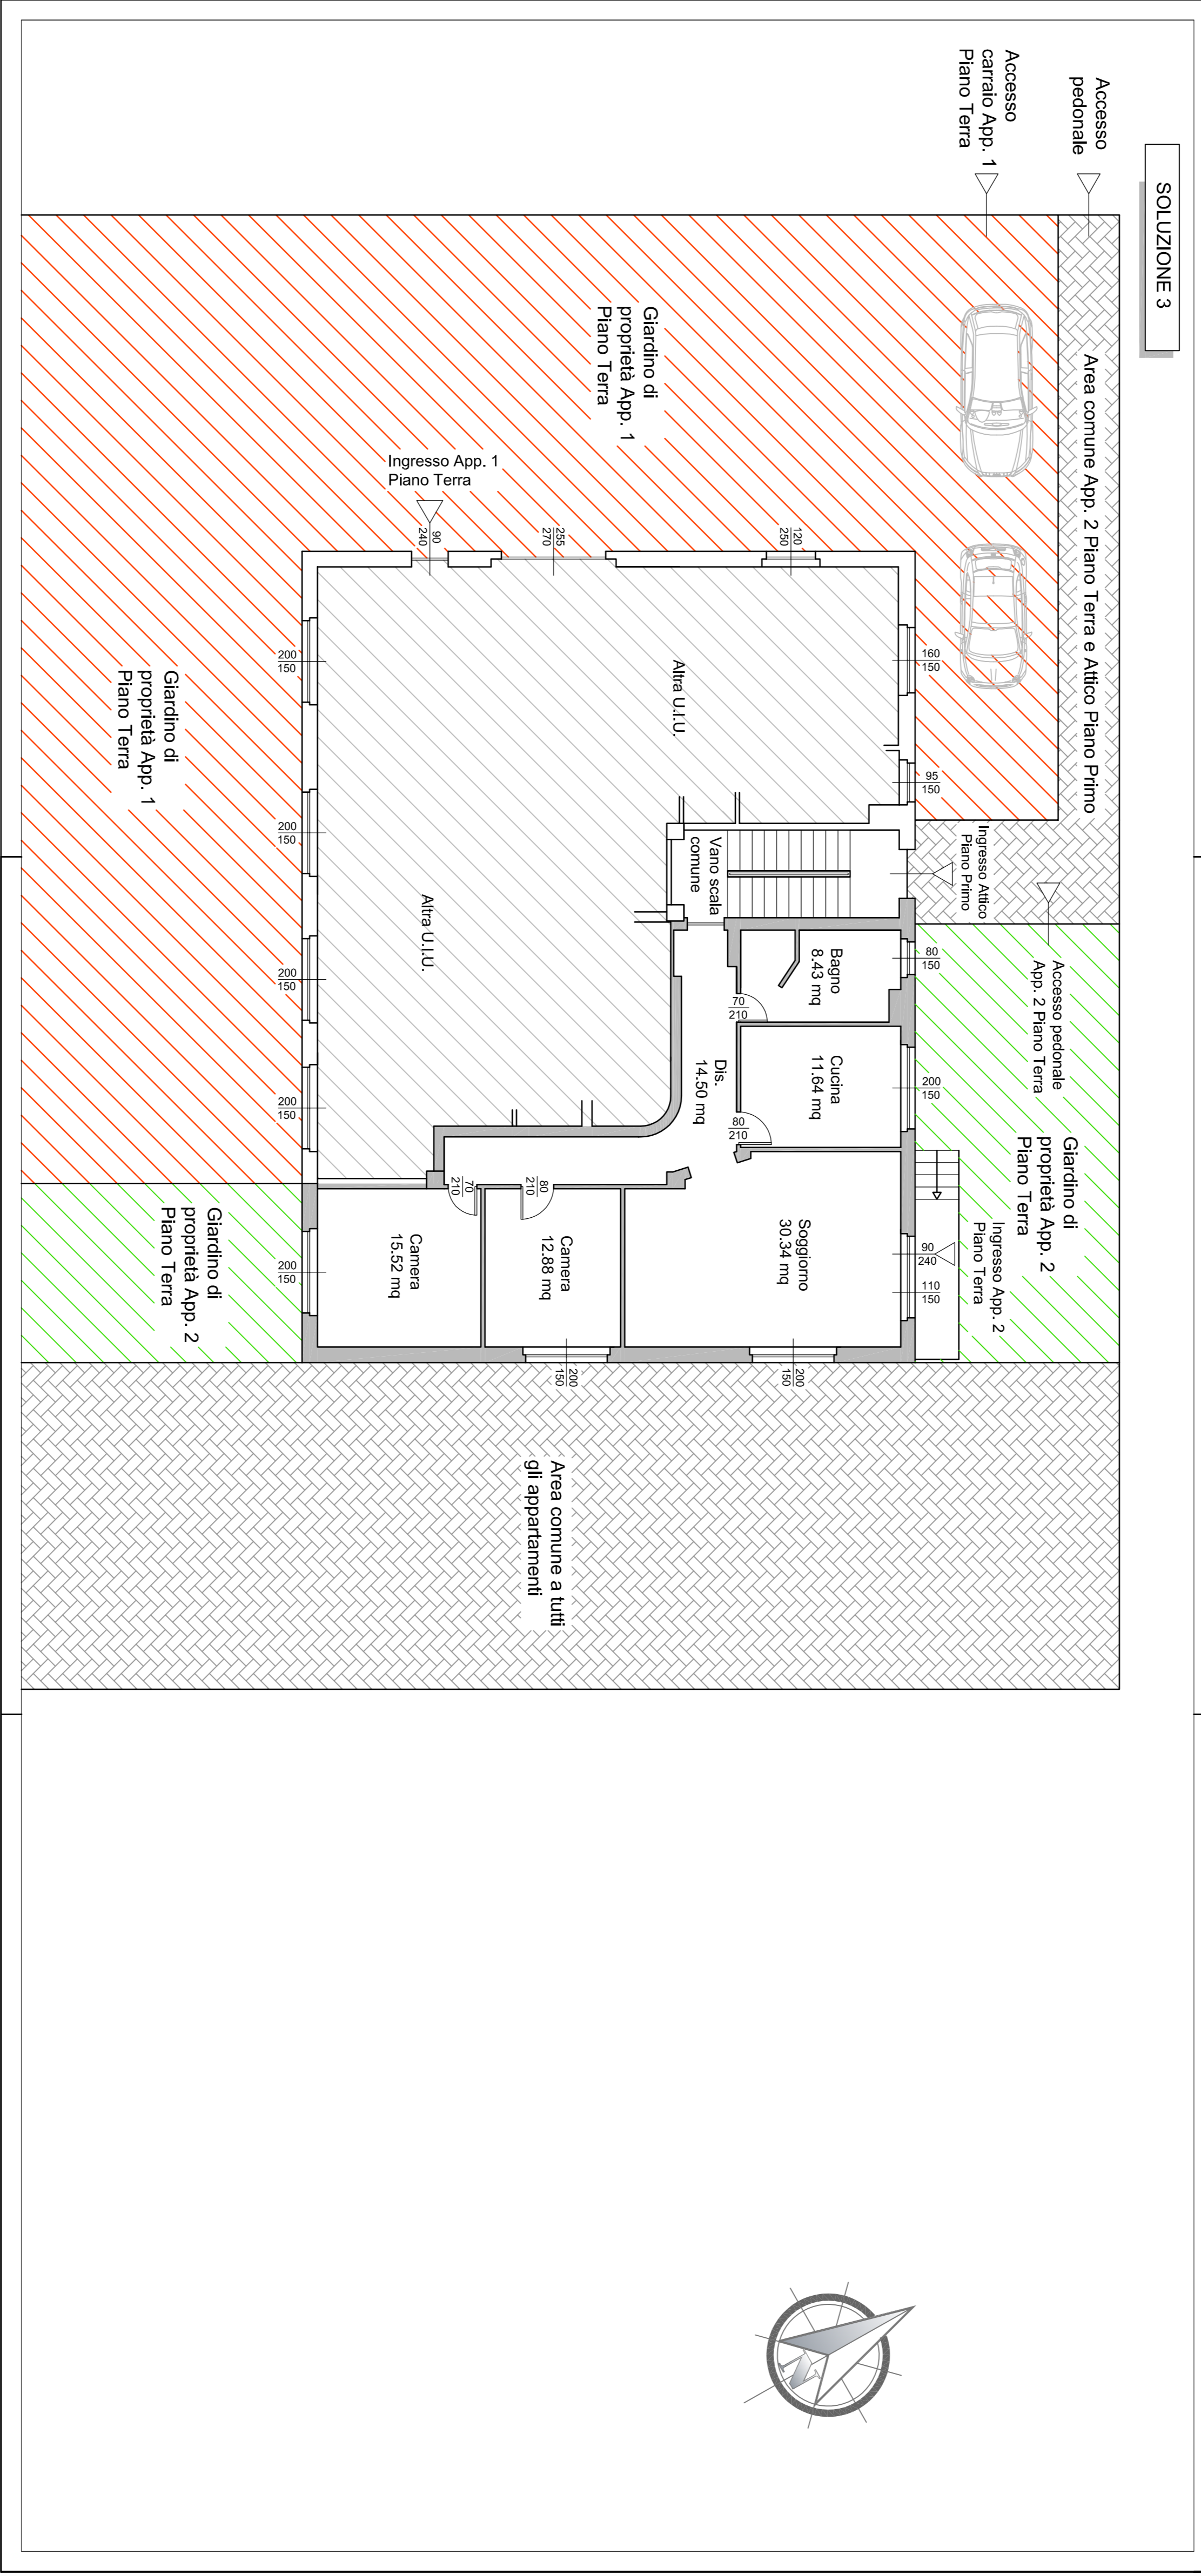 SOLUZIONE 3
Accesso
pedonale
Accesso
carraio App. 1
Piano Terra
Area comune App. 2 Piano Terra e Attico Piano Primo
Giardino di
proprietà App. 1
Piano Terra
Ingresso App. 1
Piano Terra
90
240
255
270
120
250
160
150
95
150
Ingresso Attico
Piano Primo
Accesso pedonale
App. 2 Piano Terra
Giardino di
proprietà App. 2
Piano Terra
Ingresso App. 2
Piano Terra
80
150
200
150
90
240
110
150
Altra U.I.U.
Vano scala
comune
Bagno
8.43 mq
70
210
Cucina
11.64 mq
80
210
Dis.
14.50 mq
Soggiorno
30.34 mq
200
150
Altra U.I.U.
Camera
12.88 mq
80
210
200
150
Camera
15.52 mq
70
210
200
150
200
150
200
150
200
150
200
150
Giardino di
proprietà App. 1
Piano Terra
Giardino di
proprietà App. 2
Piano Terra
Area comune a tutti
gli appartamenti
N